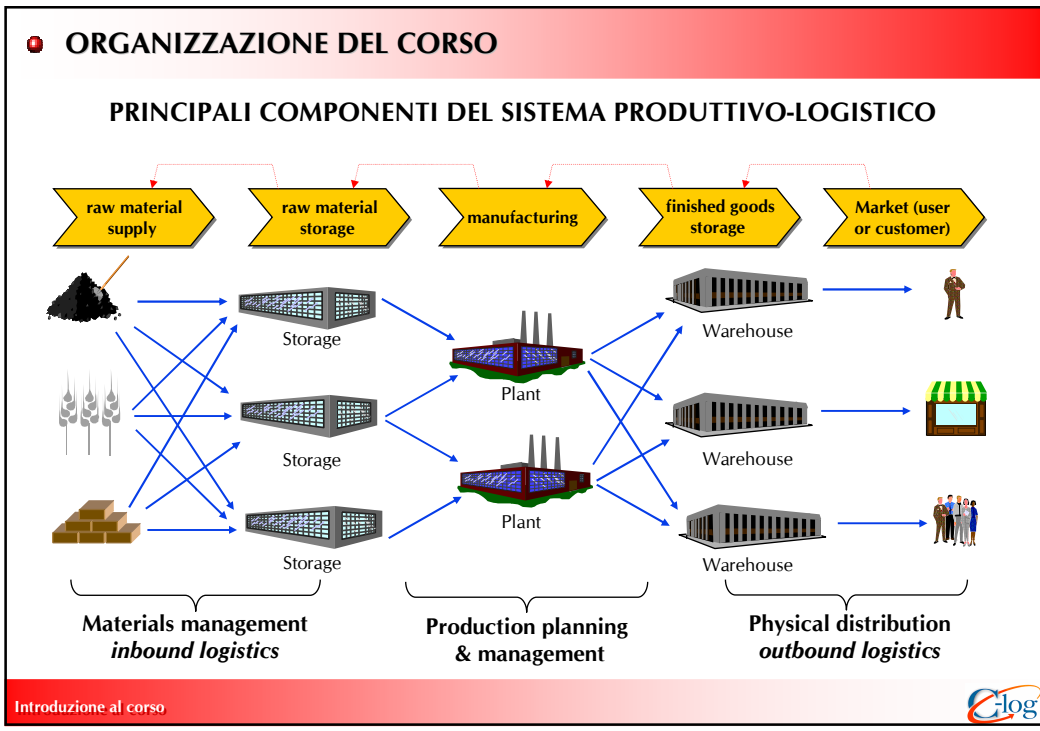 ORGANIZZAZIONE DEL CORSO
PRINCIPALI COMPONENTI DEL SISTEMA PRODUTTIVO-LOGISTICO
raw material
supply
raw material
storage
manufacturing
finished goods
storage
Market (user
or customer)
Storage
Warehouse
Plant
Storage
Warehouse
Plant
Storage
Warehouse
Materials management
inbound logistics
Production planning
& management
Physical distribution
outbound logistics
Introduzione al corso
C-log